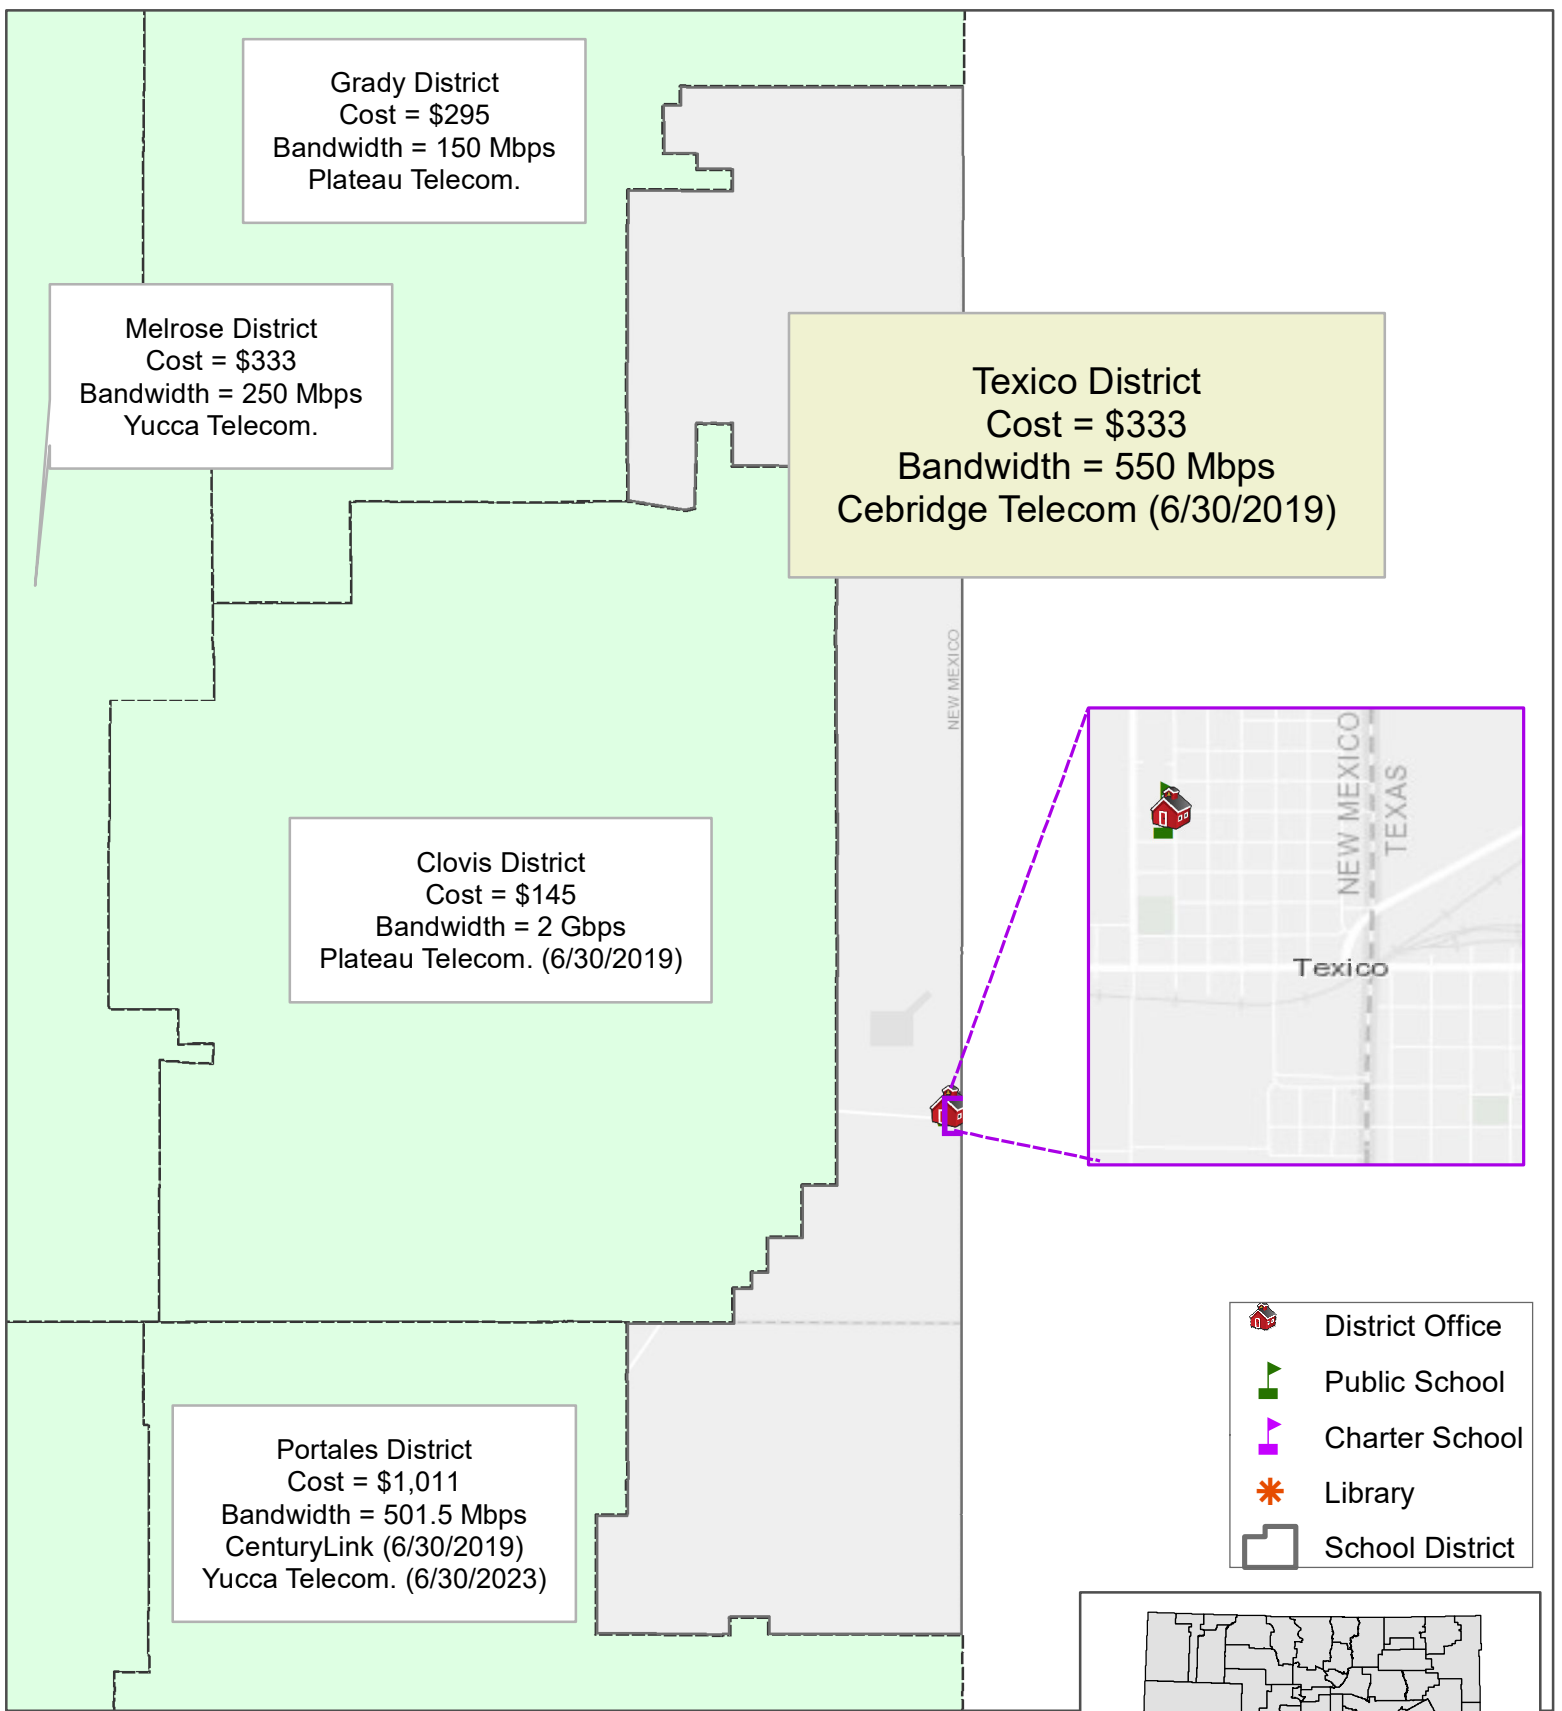 Grady District
Cost = $295
Bandwidth = 150 Mbps
Plateau Telecom.
Melrose District
Cost = $333
Bandwidth = 250 Mbps
Yucca Telecom.
Texico District
Cost = $333
Bandwidth = 550 Mbps
Cebridge Telecom (6/30/2019)
NEW MEXICO
NEW MEXICO
TEXAS
Texico
Clovis District
Cost = $145
Bandwidth = 2 Gbps
Plateau Telecom. (6/30/2019)
District Office
Public School
Charter School
Library
School District
Portales District
Cost = $1,011
Bandwidth = 501.5 Mbps
CenturyLink (6/30/2019)
Yucca Telecom. (6/30/2023)